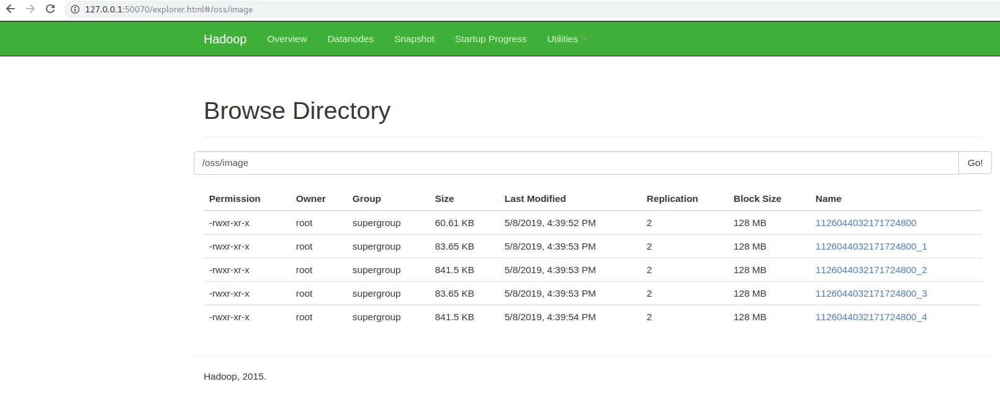 127.0.0.1:50070/explorer.html#/oss/image
Hadoop Overview Datanodes Snapshot Startup Progress Utilities
Browse Directory
/oss/image Go!
Permission Owner Group Size Last Modified Replication Block Size Name
-rwxr-xr-x root supergroup 60.61 KB 5/8/2019, 4:39:52 PM 2 128 MB 1126044032171724800
-rwxr-xr-x root supergroup 83.65 KB 5/8/2019, 4:39:53 PM 2 128 MB 1126044032171724800_1
-rwxr-xr-x root supergroup 841.5 KB 5/8/2019, 4:39:53 PM 2 128 MB 1126044032171724800_2
-rwxr-xr-x root supergroup 83.65 KB 5/8/2019, 4:39:53 PM 2 128 MB 1126044032171724800_3
-rwxr-xr-x root supergroup 841.5 KB 5/8/2019, 4:39:54 PM 2 128 MB 1126044032171724800_4
Hadoop, 2015.